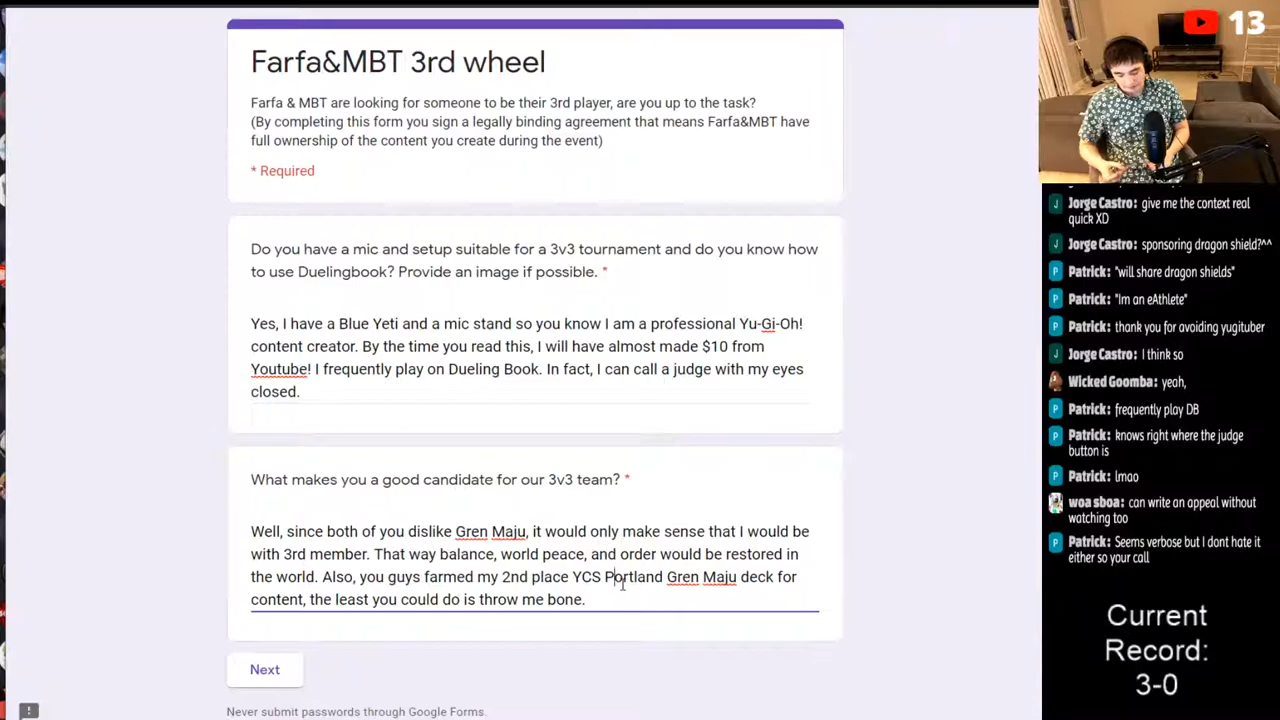 Farfa&MBT 3rd wheel
Farfa & MBT are looking for someone to be their 3rd player, are you up to the task?
(By completing this form you sign a legally binding agreement that means Farfa&MBT have
full ownership of the content you create during the event)
* Required
Do you have a mic and setup suitable for a 3v3 tournament and do you know how
to use Duelingbook? Provide an image if possible. *
Yes, I have a Blue Yeti and a mic stand so you know I am a professional Yu-Gi-Oh!
content creator. By the time you read this, I will have almost made $10 from
Youtube! I frequently play on Dueling Book. In fact, I can call a judge with my eyes
closed.
What makes you a good candidate for our 3v3 team? *
Well, since both of you dislike Gren Maju, it would only make sense that I would be
with 3rd member. That way balance, world peace, and order would be restored in
the world. Also, you guys farmed my 2nd place YCS Portland Gren Maju deck for
content, the least you could do is throw me bone.
Next
Never submit passwords through Google Forms.
13
J Jorge Castro: give me the context real
quick XD
J Jorge Castro: sponsoring dragon shield?^^
P Patrick: "will share dragon shields"
P Patrick: "Im an eAthlete"
P Patrick: thank you for avoiding yugituber
J Jorge Castro: I think so
Wicked Goomba: yeah,
P Patrick: frequently play DB
P Patrick: knows right where the judge
button is
P Patrick: lmao
woa sboa: can write an appeal without
watching too
P Patrick: Seems verbose but I dont hate it
either so your call
Current
Record:
3-0